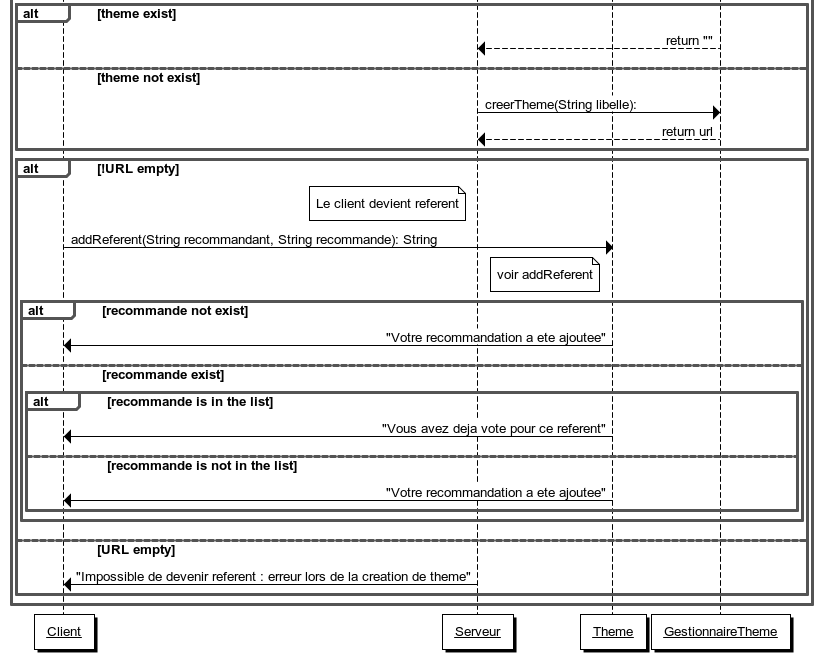 alt [theme exist]
return ""
[theme not exist]
creerTheme(String libelle):
return url
alt [!URL empty]
Le client devient referent
addReferent(String recommandant, String recommande): String
voir addReferent
alt [recommande not exist]
"Votre recommandation a ete ajoutee"
[recommande exist]
alt [recommande is in the list]
"Vous avez deja vote pour ce referent"
[recommande is not in the list]
"Votre recommandation a ete ajoutee"
[URL empty]
"Impossible de devenir referent : erreur lors de la creation de theme"
Client Serveur Theme GestionnaireTheme